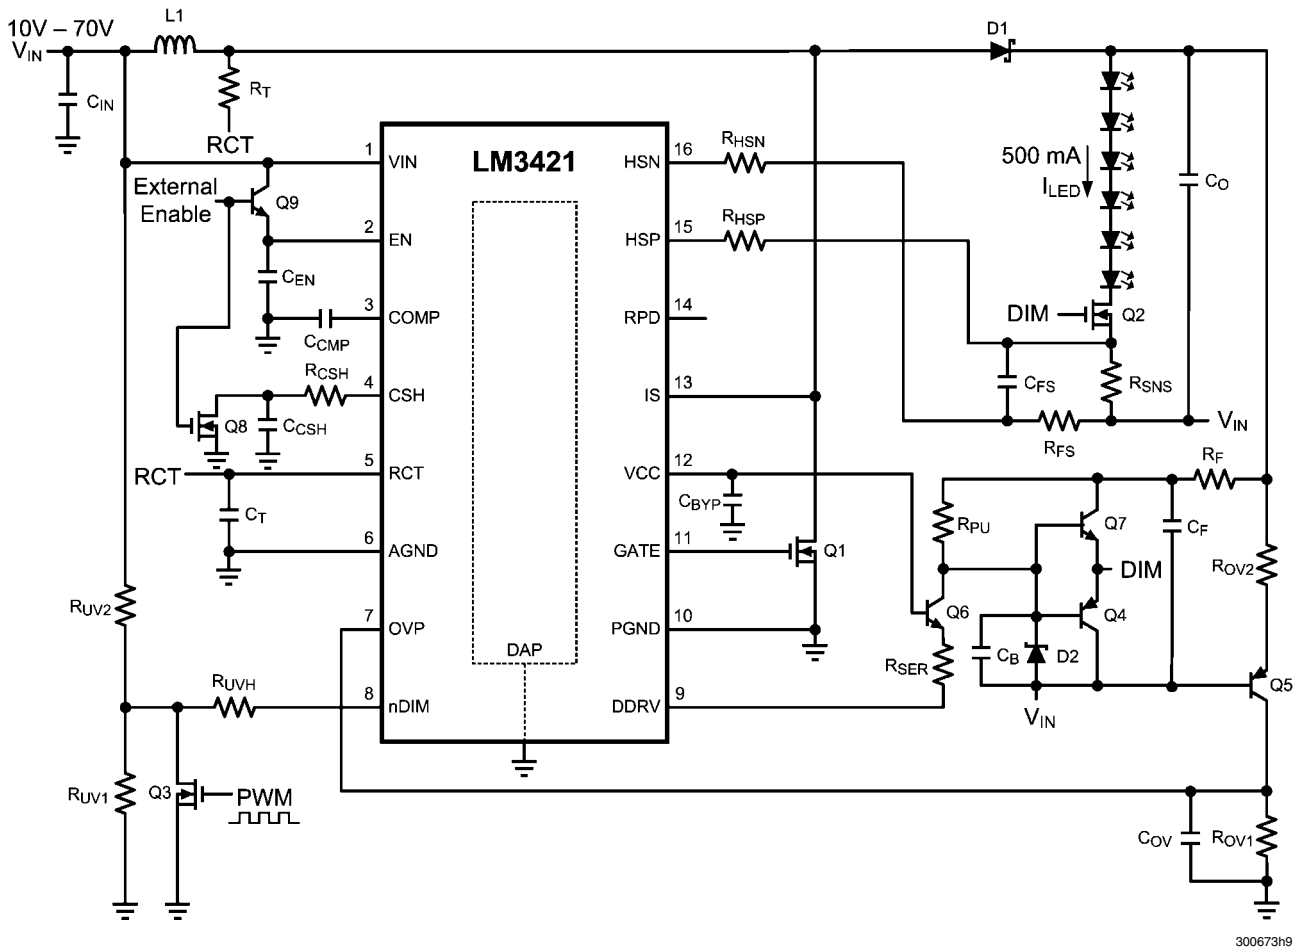 10V – 70V
VIN
L1
D1
CIN
RT
RCT
LM3421
1
VIN
16
HSN
RHSN
500 mA
ILED
CO
External
Enable
Q9
2
EN
15
HSP
RHSP
CEN
3
COMP
14
RPD
DIM
Q2
CCMP
RCSH
4
CSH
13
IS
CFS
RSNS
Q8
CCSH
RFS
VIN
RCT
5
RCT
12
VCC
RF
CBYP
CT
RPU
Q7
CF
6
AGND
11
GATE
Q1
DIM
ROV2
RUV2
7
OVP
10
PGND
Q6
Q4
DAP
RSER
CB
D2
RUVH
8
nDIM
9
DDRV
VIN
Q5
RUV1
Q3
PWM
COV
ROV1
300673h9